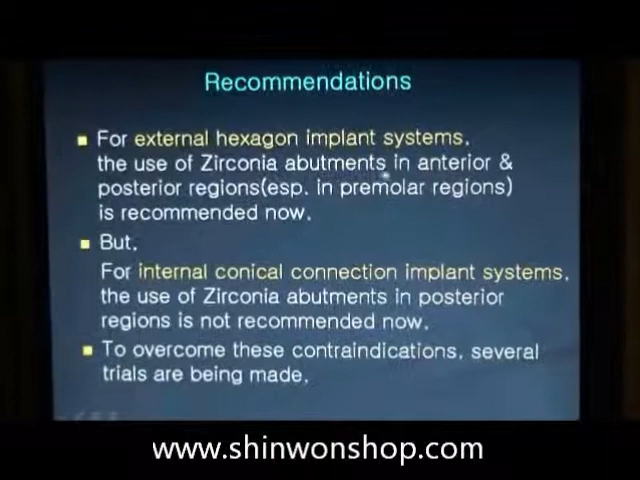 Recommendations
For external hexagon implant systems,
the use of Zirconia abutments in anterior &
posterior regions(esp. in premolar regions)
is recommended now.
But,
For internal conical connection implant systems,
the use of Zirconia abutments in posterior
regions is not recommended now.
To overcome these contraindications, several
trials are being made.
www.shinwonshop.com